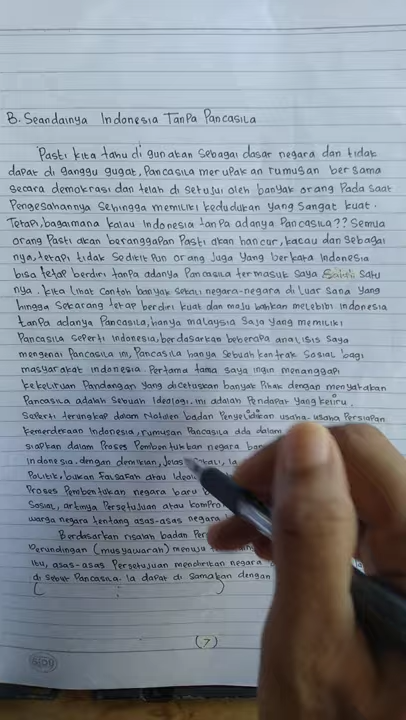 B. Seandainya Indonesia Tanpa Pancasila
Pasti kita tahu di gunakan sebagai dasar negara dan tidak
dapat di ganggu gugat, Pancasila merupakan rumusan bersama
secara demokrasi dan telah di setujui oleh banyak orang Pada saat
Pengesahannya Sehingga memiliki kedudukan yang sangat kuat.
Tetapi, bagaimana kalau Indonesia tanpa adanya Pancasila?? Semua
orang Pasti akan beranggapan Pasti akan hancur, kacau dan sebagai
nya, tetapi tidak Sedikit Pun orang Juga yang berkata Indonesia
bisa tetap berdiri tanpa adanya Pancasila termasuk saya Salah satu
nya. kita lihat Contoh banyak sekali negara-negara di luar sana yang
hingga Sekarang tetap berdiri kuat dan maju bahkan melebihi indonesia
tanpa adanya Pancasila, hanya malaysia Saja yang memiliki
Pancasila seperti indonesia, berdasarkan beberapa analisis saya
mengenai Pancasila ini, Pancasila hanya Sebuah kontrak Sosial bagi
masyarakat indonesia. Pertama tama saya ingin menanggapi
kekeliruan Pandangan yang dicetuskan banyak Pihak dengan menyatakan
Pancasila adalah Sebuah Ideologi. ini adalah Pendapat yang keliru.
Seperti terungkap dalam Notulen badan Penyelidikan usaha-usaha Persiapan
kemerdekaan Indonesia, rumusan Pancasila ada dalam
siapkan dalam Proses Pembentukban negara
Indonesia. dengan demikian, Jelas
Politik, bukan Falsafah atau
Proses Pembentukan negara baru
Sosial, artinya Persetujuan atau
warga negara tentang asas-asas negara
Berdasarkan risalah badan
Perundingan (musyawarah) menuju
itu, asas-asas Persetujuan mendirikan negara
di sebut Pancasila. Ia dapat di samakan dengan
( : )
(7)
SIDU